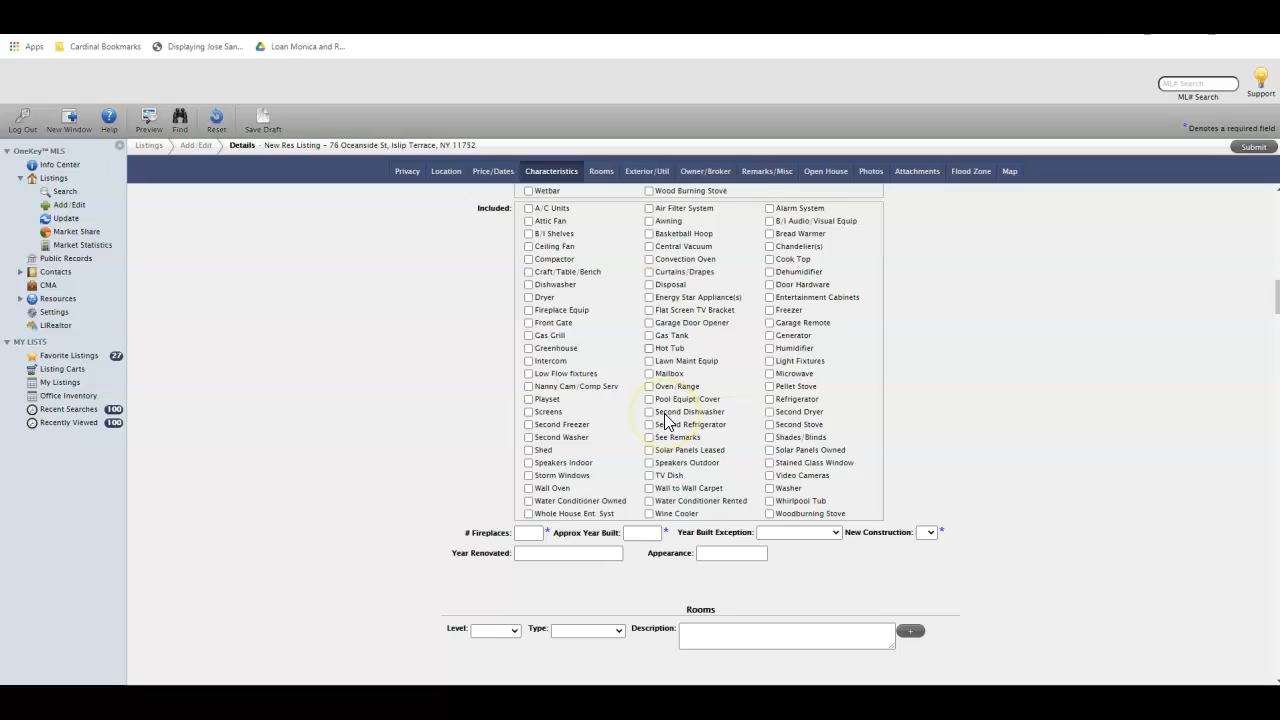 Apps Cardinal Bookmarks Displaying Jose San... Loan Monica and R...
ML# Search
ML# Search
Support
Log Out New Window Help Preview Find Reset Save Draft
* Denotes a required field
OneKey™ MLS
Info Center
Listings
Search
Add/Edit
Update
Market Share
Market Statistics
Public Records
Contacts
CMA
Resources
Settings
LIRealtor
MY LISTS
Favorite Listings 27
Listing Carts
My Listings
Office Inventory
Recent Searches 100
Recently Viewed 100
Listings Add/Edit Details - New Res Listing - 76 Oceanside St, Islip Terrace, NY 11752
Submit
Privacy Location Price/Dates Characteristics Rooms Exterior/Util Owner/Broker Remarks/Misc Open House Photos Attachments Flood Zone Map
Wetbar Wood Burning Stove
Included: A/C Units Air Filter System Alarm System
Attic Fan Awning B/I Audio/Visual Equip
B/I Shelves Basketball Hoop Bread Warmer
Ceiling Fan Central Vacuum Chandelier(s)
Compactor Convection Oven Cook Top
Craft/Table/Bench Curtains/Drapes Dehumidifier
Dishwasher Disposal Door Hardware
Dryer Energy Star Appliance(s) Entertainment Cabinets
Fireplace Equip Flat Screen TV Bracket Freezer
Front Gate Garage Door Opener Garage Remote
Gas Grill Gas Tank Generator
Greenhouse Hot Tub Humidifier
Intercom Lawn Maint Equip Light Fixtures
Low Flow fixtures Mailbox Microwave
Nanny Cam/Comp Serv Oven/Range Pellet Stove
Playset Pool Equipt/Cover Refrigerator
Screens Second Dishwasher Second Dryer
Second Freezer Second Refrigerator Second Stove
Second Washer See Remarks Shades/Blinds
Shed Solar Panels Leased Solar Panels Owned
Speakers Indoor Speakers Outdoor Stained Glass Window
Storm Windows TV Dish Video Cameras
Wall Oven Wall to Wall Carpet Washer
Water Conditioner Owned Water Conditioner Rented Whirlpool Tub
Whole House Ent. Syst Wine Cooler Woodburning Stove
# Fireplaces: * Approx Year Built: * Year Built Exception: New Construction: *
Year Renovated: Appearance:
Rooms
Level: Type: Description: +